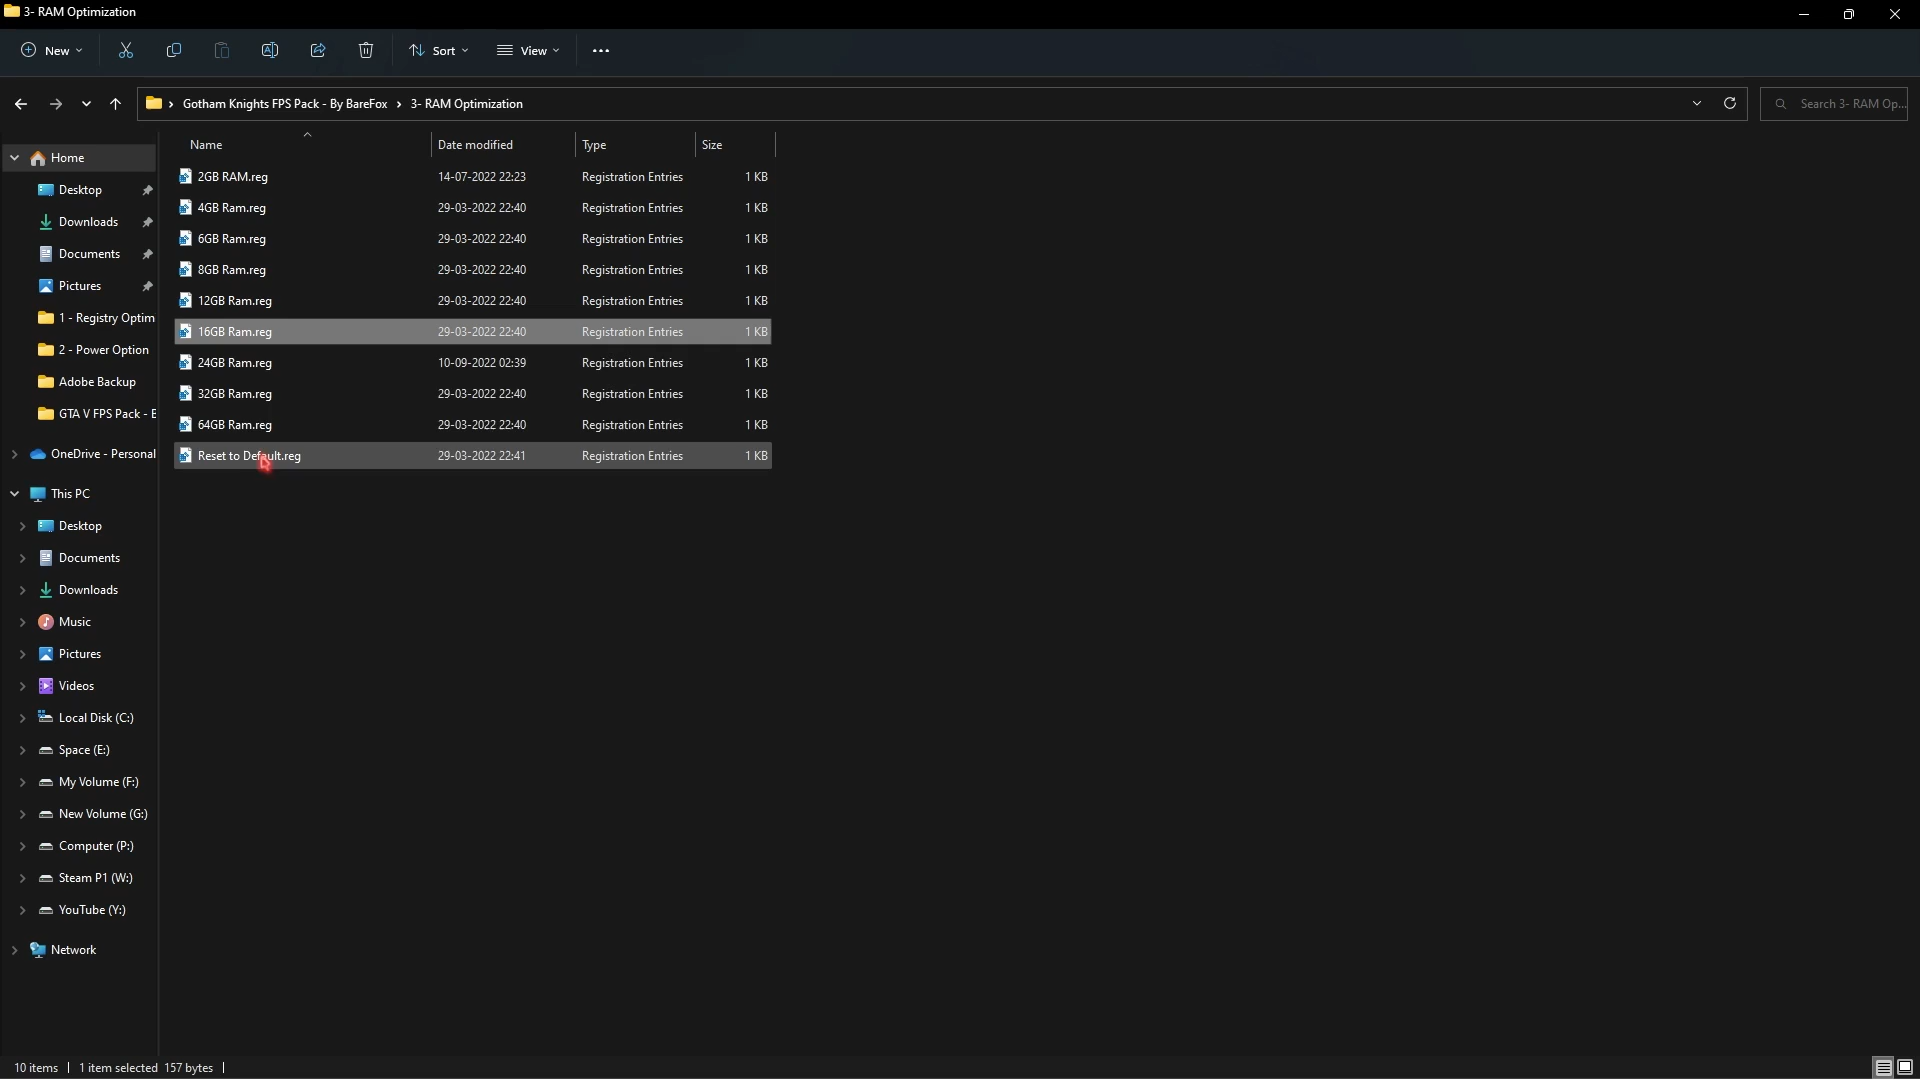 3- RAM Optimization
New Sort View
Gotham Knights FPS Pack - By BareFox 3- RAM Optimization Search 3- RAM Op...
Name Date modified Type Size
2GB RAM.reg 14-07-2022 22:23 Registration Entries 1 KB
4GB Ram.reg 29-03-2022 22:40 Registration Entries 1 KB
6GB Ram.reg 29-03-2022 22:40 Registration Entries 1 KB
8GB Ram.reg 29-03-2022 22:40 Registration Entries 1 KB
12GB Ram.reg 29-03-2022 22:40 Registration Entries 1 KB
16GB Ram.reg 29-03-2022 22:40 Registration Entries 1 KB
24GB Ram.reg 10-09-2022 02:39 Registration Entries 1 KB
32GB Ram.reg 29-03-2022 22:40 Registration Entries 1 KB
64GB Ram.reg 29-03-2022 22:40 Registration Entries 1 KB
Reset to Default.reg 29-03-2022 22:41 Registration Entries 1 KB
Home
Desktop
Downloads
Documents
Pictures
1 - Registry Optim
2 - Power Option
Adobe Backup
GTA V FPS Pack - E
OneDrive - Personal
This PC
Desktop
Documents
Downloads
Music
Pictures
Videos
Local Disk (C:)
Space (E:)
My Volume (F:)
New Volume (G:)
Computer (P:)
Steam P1 (W:)
YouTube (Y:)
Network
10 items 1 item selected 157 bytes